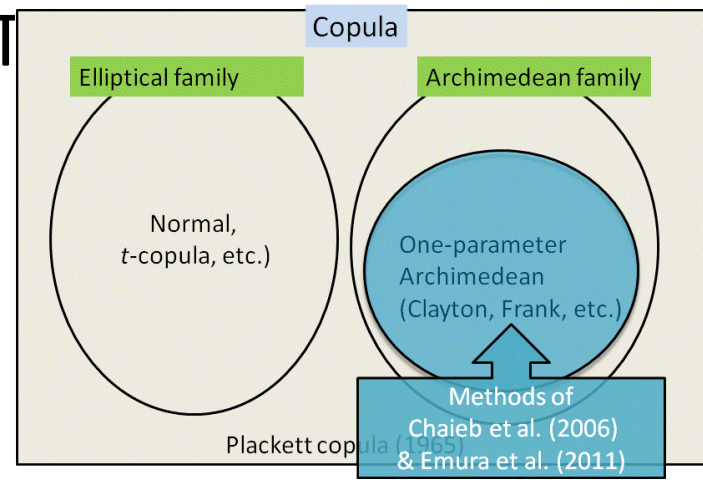 T
Copula
Elliptical family
Archimedean family
Normal,
t-copula, etc.)
One-parameter
Archimedean
(Clayton, Frank, etc.)
Methods of
Chaieb et al. (2006)
& Emura et al. (2011)
Plackett copula (1965)